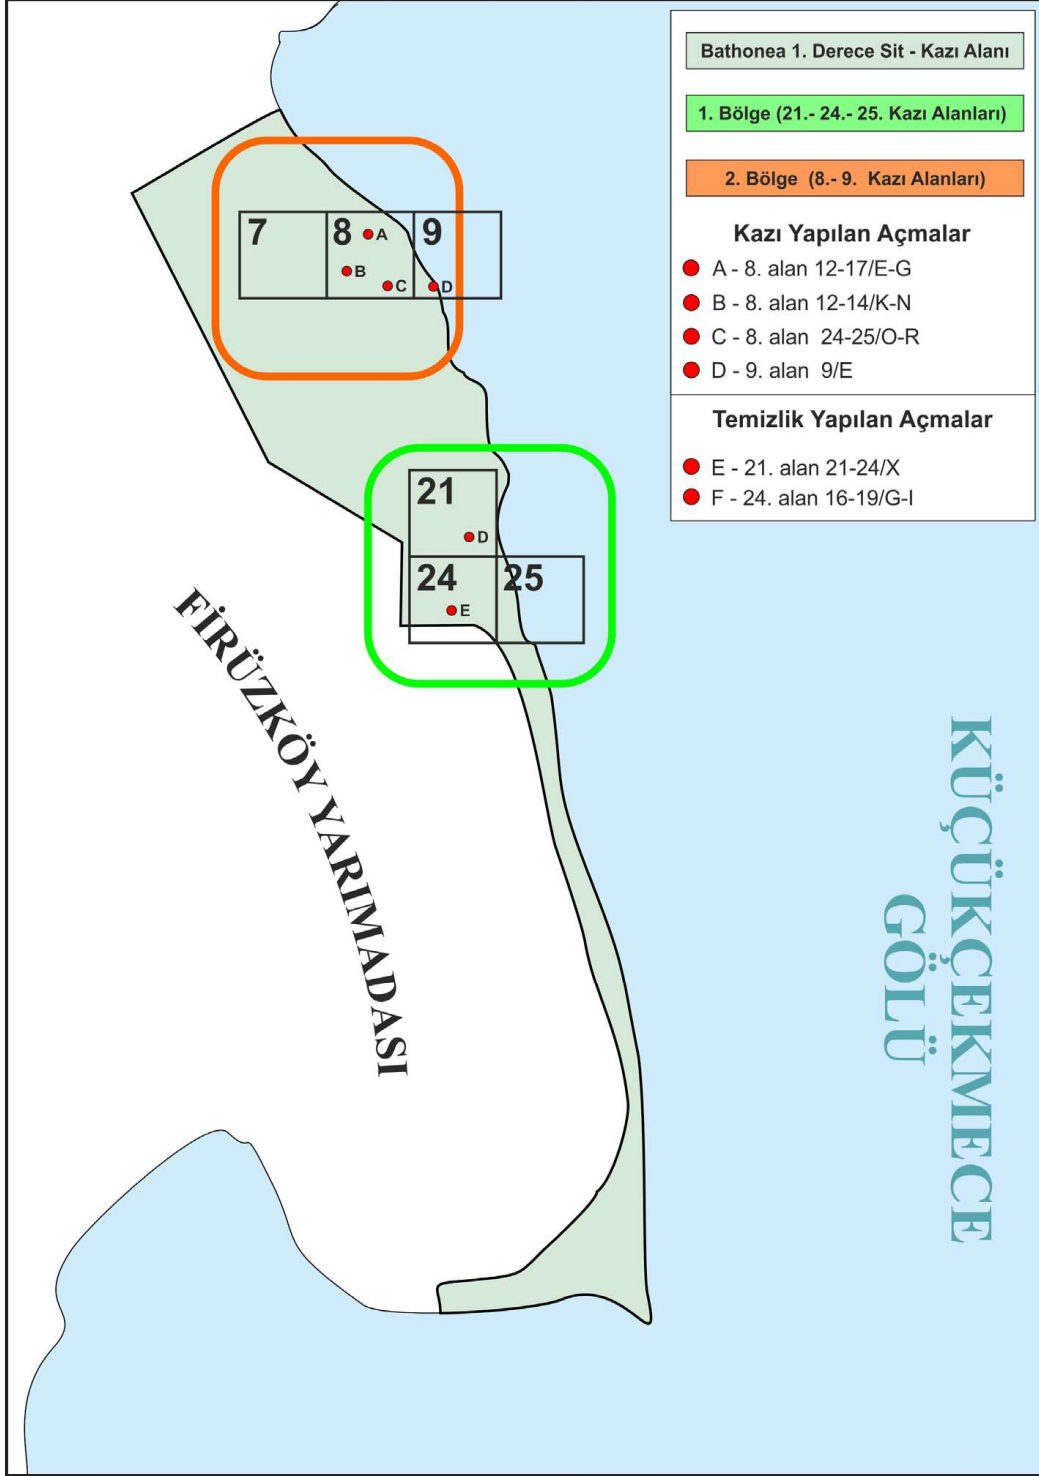 Bathonea 1. Derece Sit - Kazı Alanı
1. Bölge (21.- 24.- 25. Kazı Alanları)
2. Bölge (8.- 9. Kazı Alanları)
Kazı Yapılan Açmalar
A - 8. alan 12-17/E-G
B - 8. alan 12-14/K-N
C - 8. alan 24-25/O-R
D - 9. alan 9/E
Temizlik Yapılan Açmalar
E - 21. alan 21-24/X
F - 24. alan 16-19/G-I
7
8
9
A
B
C
D
21
D
24
25
E
FİRÜZKÖY YARIMADASI
KÜÇÜKÇEKMECE
GÖLÜ